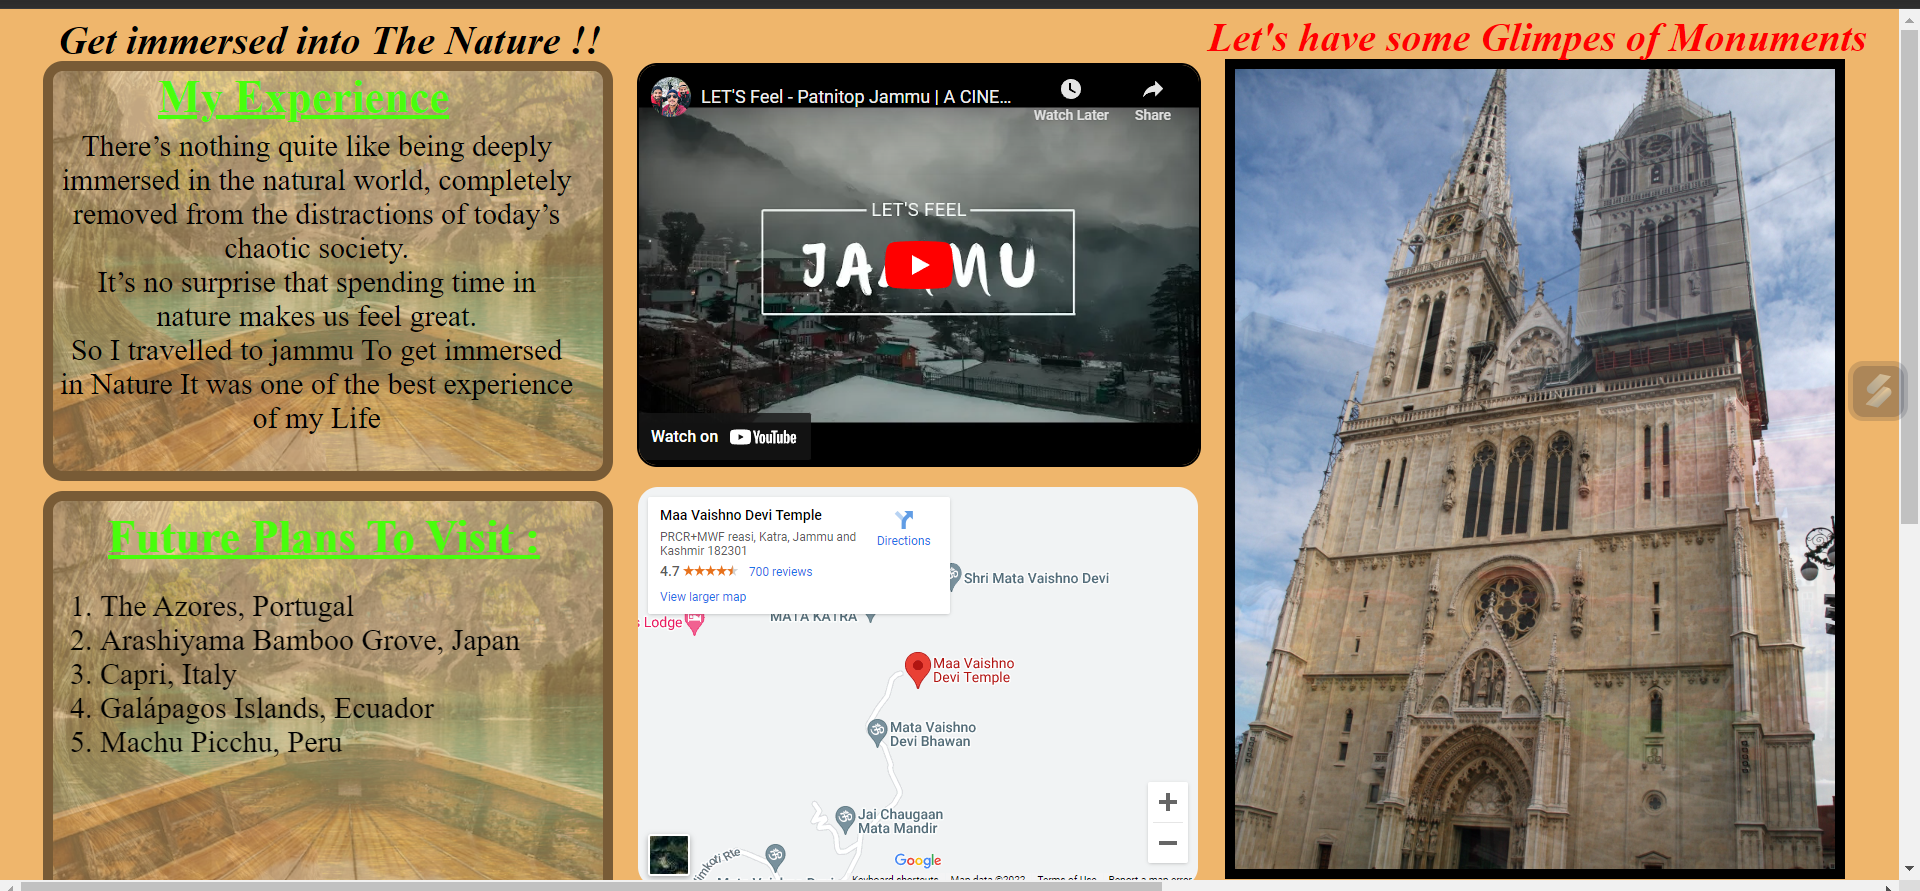 Get immersed into The Nature !!
Let's have some Glimpes of Monuments
My Experience
There’s nothing quite like being deeply
immersed in the natural world, completely
removed from the distractions of today’s
chaotic society.
It’s no surprise that spending time in
nature makes us feel great.
So I travelled to jammu To get immersed
in Nature It was one of the best experience
of my Life
Future Plans To Visit :
1. The Azores, Portugal
2. Arashiyama Bamboo Grove, Japan
3. Capri, Italy
4. Galápagos Islands, Ecuador
5. Machu Picchu, Peru
LET'S Feel - Patnitop Jammu | A CINE...
Watch Later
Share
LET'S FEEL
JAMMU
Watch on YouTube
Maa Vaishno Devi Temple
PRCR+MWF reasi, Katra, Jammu and
Kashmir 182301
Directions
4.7 700 reviews
View larger map
Shri Mata Vaishno Devi
MATA KATRA
s Lodge
Maa Vaishno
Devi Temple
Mata Vaishno
Devi Bhawan
Jai Chaugaan
Mata Mandir
Rte
Google
Keyboard shortcuts
Map data ©2022
Terms of Use
Report a map error